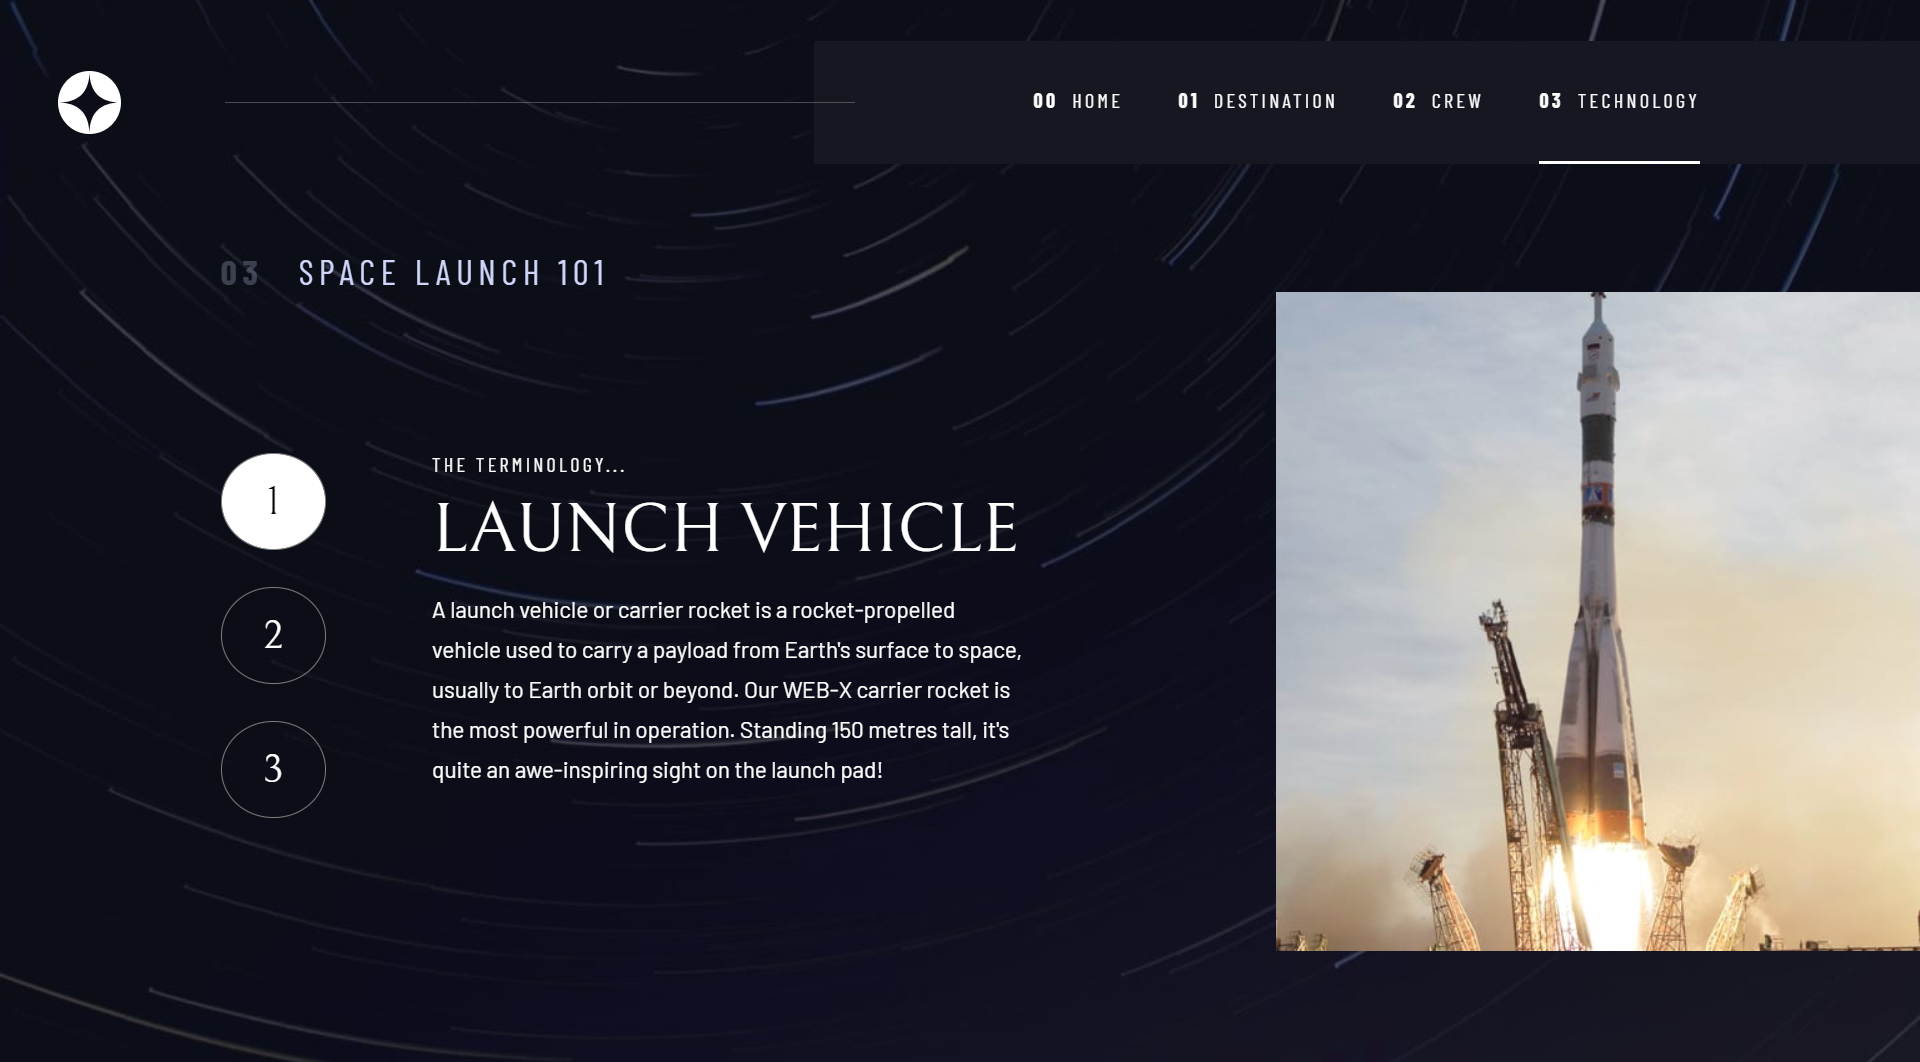 00 HOME 01 DESTINATION 02 CREW 03 TECHNOLOGY
03 SPACE LAUNCH 101
1
2
3
THE TERMINOLOGY...
LAUNCH VEHICLE
A launch vehicle or carrier rocket is a rocket-propelled
vehicle used to carry a payload from Earth's surface to space,
usually to Earth orbit or beyond. Our WEB-X carrier rocket is
the most powerful in operation. Standing 150 metres tall, it's
quite an awe-inspiring sight on the launch pad!